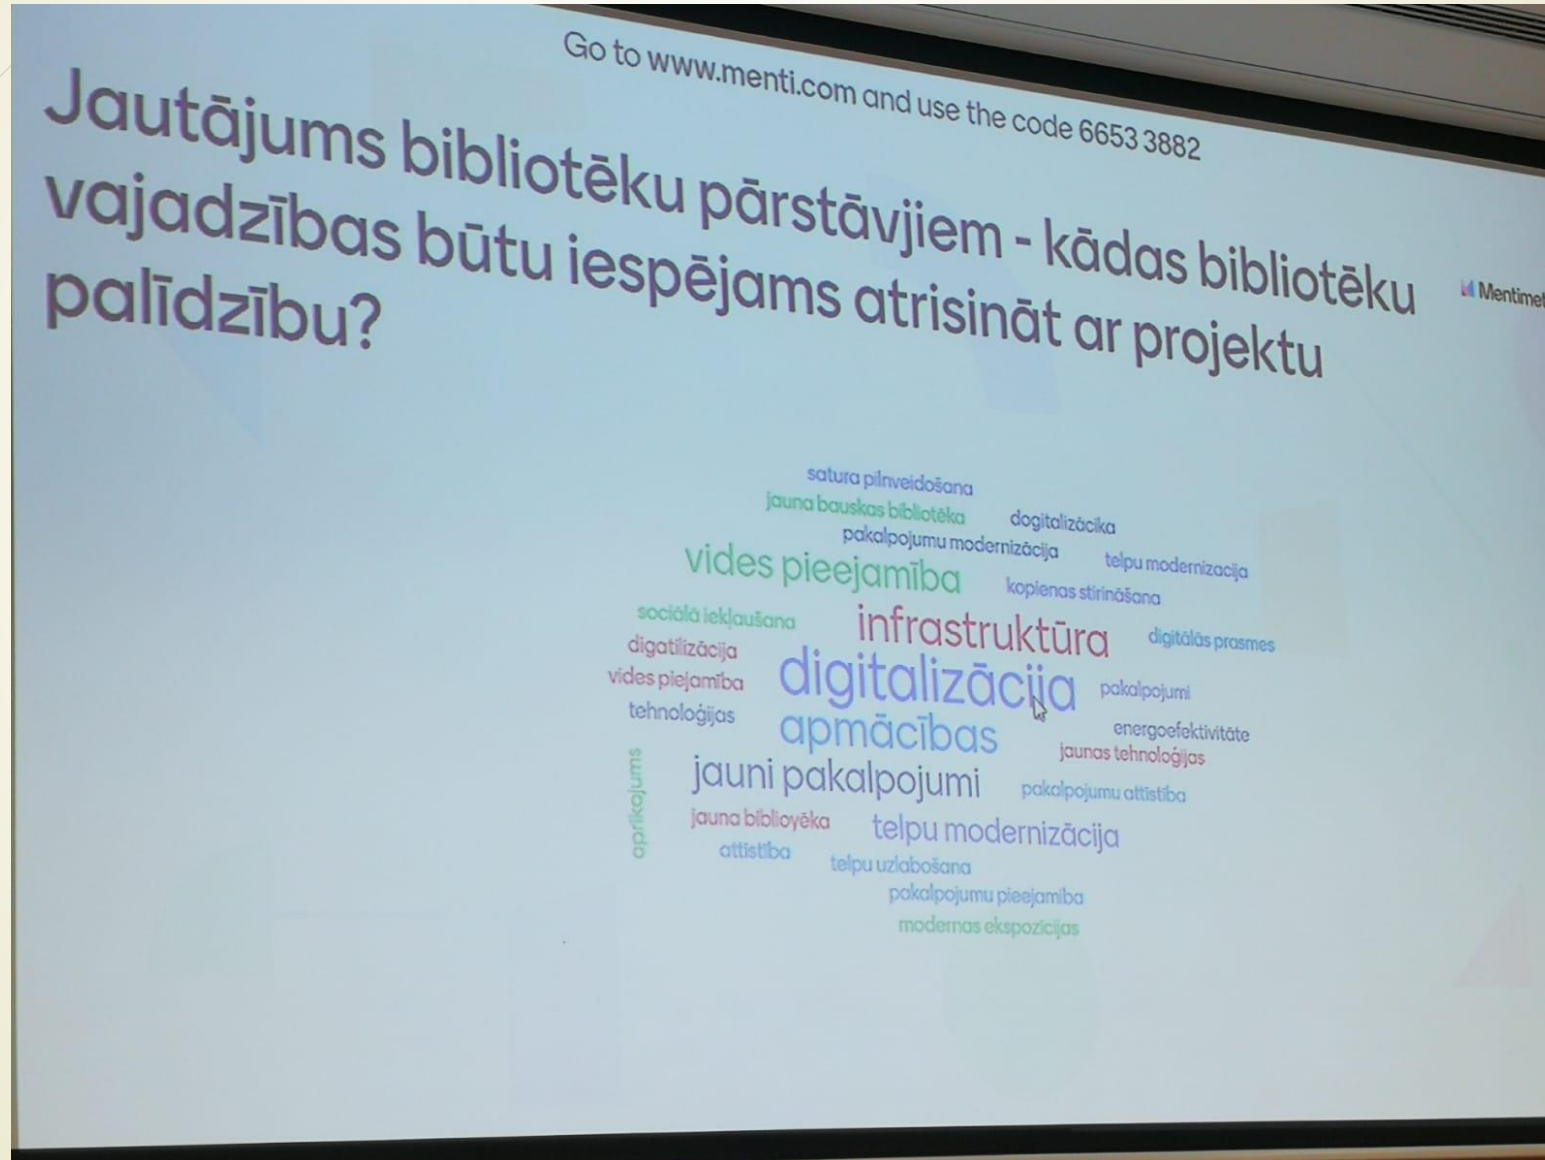 Go to www.menti.com and use the code 6653 3882
Jautājums bibliotēku pārstāvjiem - kādas bibliotēku
vajadzības būtu iespējams atrisināt ar projektu
palīdzību?
Mentimet
satura pilnveidošana
jauna bauskas bibliotēka
dogitalizācika
pakalpojumu modernizācija
telpu modernizacija
vides pieejamība
kopienas stirināšana
sociālā iekļaušana
infrastruktūra
digitālās prasmes
digatilizācija
digitalizācija
vides piejamība
pakalpojumi
tehnoloģijas
apmācības
energoefektivitāte
jaunas tehnoloģijas
aprīkojums
jauni pakalpojumi
pakalpojumu attīstība
jauna biblioyēka
telpu modernizācija
attīstība
telpu uzlabošana
pakalpojumu pieejamība
modernas ekspozīcijas